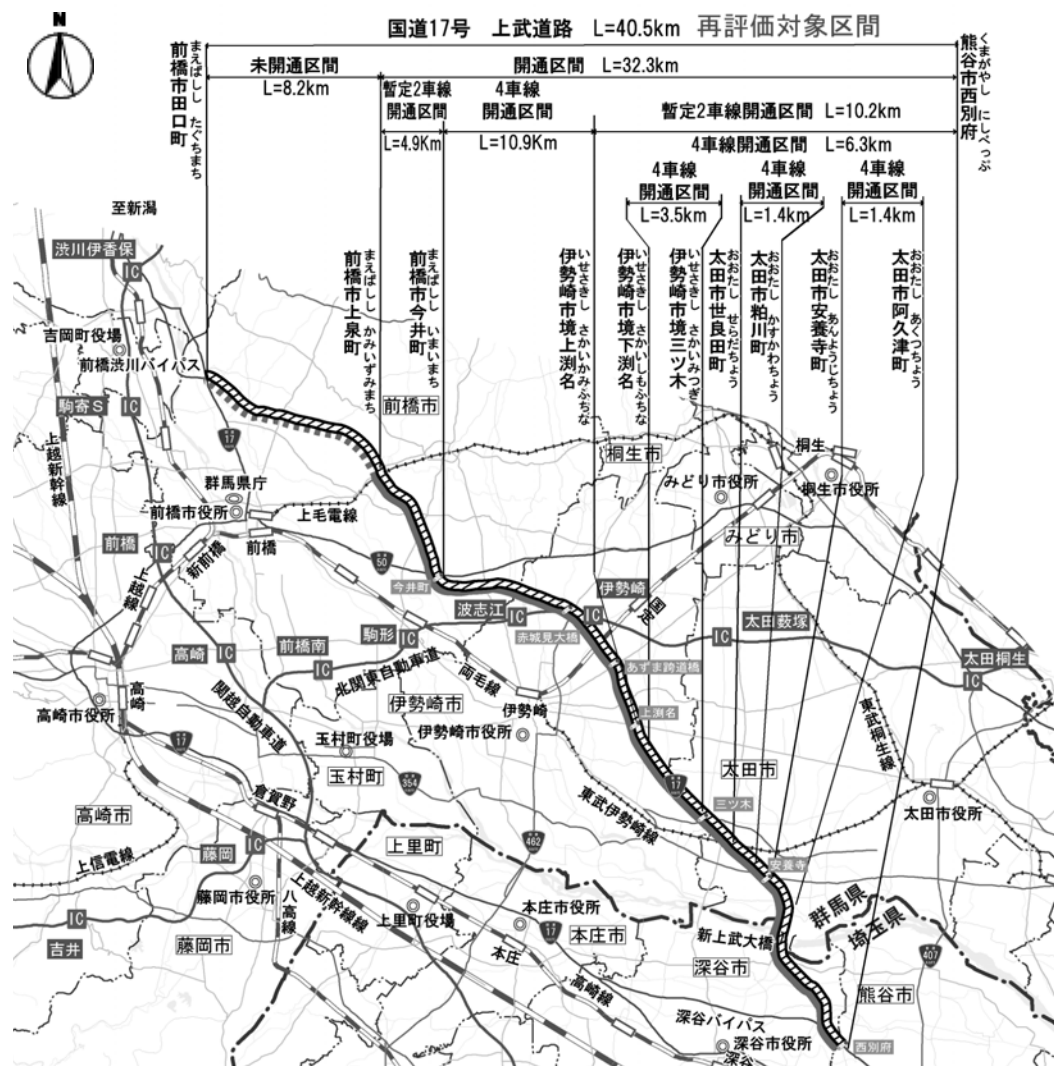 N
国道17号 上武道路 L=40.5km 再評価対象区間
未開通区間
L=8.2km
開通区間 L=32.3km
暫定2車線
開通区間
L=4.9Km
4車線
開通区間
L=10.9Km
暫定2車線開通区間 L=10.2km
4車線開通区間 L=6.3km
4車線
開通区間
L=3.5km
4車線
開通区間
L=1.4km
4車線
開通区間
L=1.4km
前橋市田口町
まえばしし たぐちまち
前橋市上泉町
まえばしし かみいずみまち
前橋市今井町
まえばしし いまいまち
伊勢崎市境上渕名
いせさきし さかいかみふちな
伊勢崎市境下渕名
いせさきし さかいしもふちな
伊勢崎市境三ツ木
いせさきし さかいみつぎ
太田市世良田町
おおたし せらだちょう
太田市粕川町
おおたし かすかわちょう
太田市安養寺町
おおたし あんようじちょう
太田市阿久津町
おおたし あくつちょう
熊谷市西別府
くまがやし にしべっぷ
至新潟
渋川伊香保
IC
吉岡町役場
前橋渋川バイパス
駒寄S
IC
17
上越新幹線
前橋市
群馬県庁
前橋市役所
上毛電線
前橋
IC
新前橋
前橋
上越線
50
今井町
桐生市
桐生
みどり市役所
桐生市役所
みどり市
伊勢崎
IC
国定
波志江
IC
赤城見大橋
駒形
IC
前橋南
IC
高崎
IC
北関東自動車道
両毛線
あずま跨道橋
太田藪塚
IC
太田桐生
IC
高崎
高崎市役所
関越自動車道
伊勢崎市
伊勢崎
伊勢崎市役所
上渕名
東武桐生線
17
玉村町役場
玉村町
354
太田市
17
三ツ木
太田市役所
倉賀野
東武伊勢崎線
高崎市
上信電線
藤岡
IC
上里町
462
安養寺
藤岡市役所
八高線
上越新幹線線
上里町役場
本庄市役所
17
本庄市
新上武大橋
群馬県
埼玉県
407
IC
吉井
藤岡市
本庄
高崎線
深谷市
熊谷市
深谷バイパス
深谷市役所
深谷
西別府